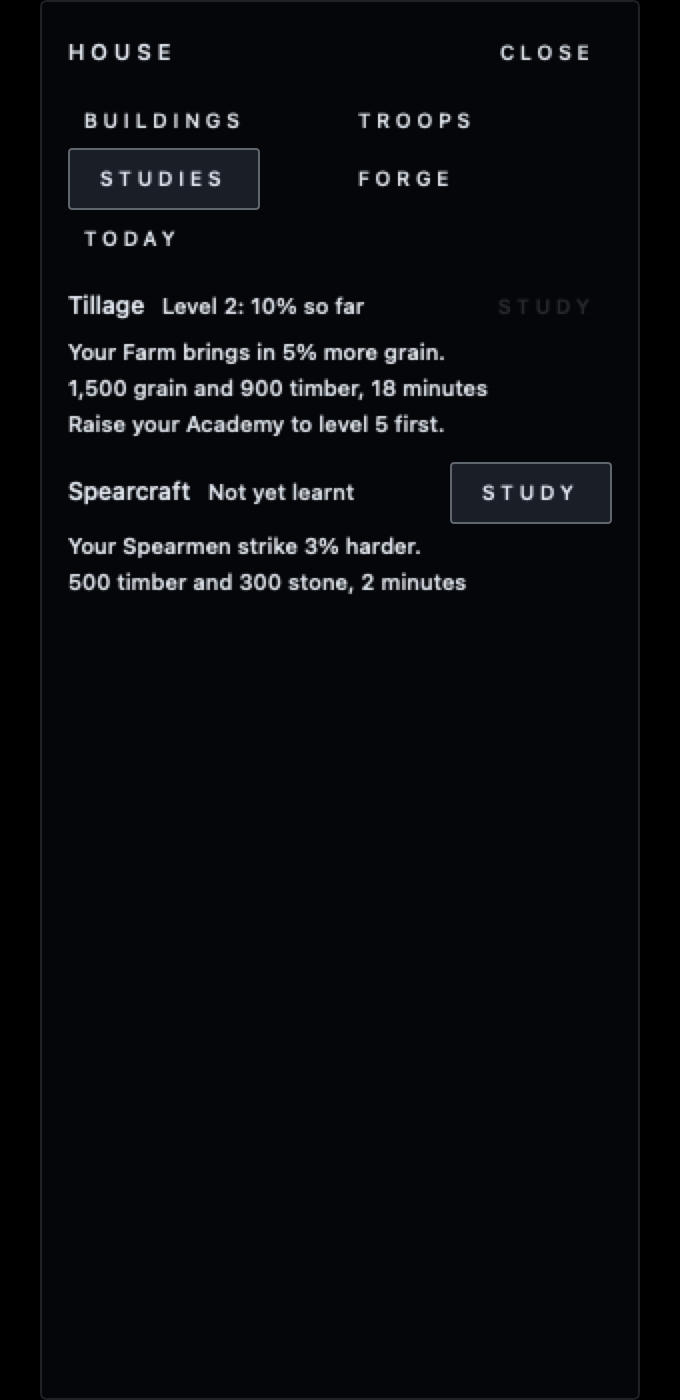 HOUSE CLOSE
BUILDINGS TROOPS
STUDIES FORGE
TODAY
Tillage Level 2: 10% so far STUDY
Your Farm brings in 5% more grain.
1,500 grain and 900 timber, 18 minutes
Raise your Academy to level 5 first.
Spearcraft Not yet learnt STUDY
Your Spearmen strike 3% harder.
500 timber and 300 stone, 2 minutes